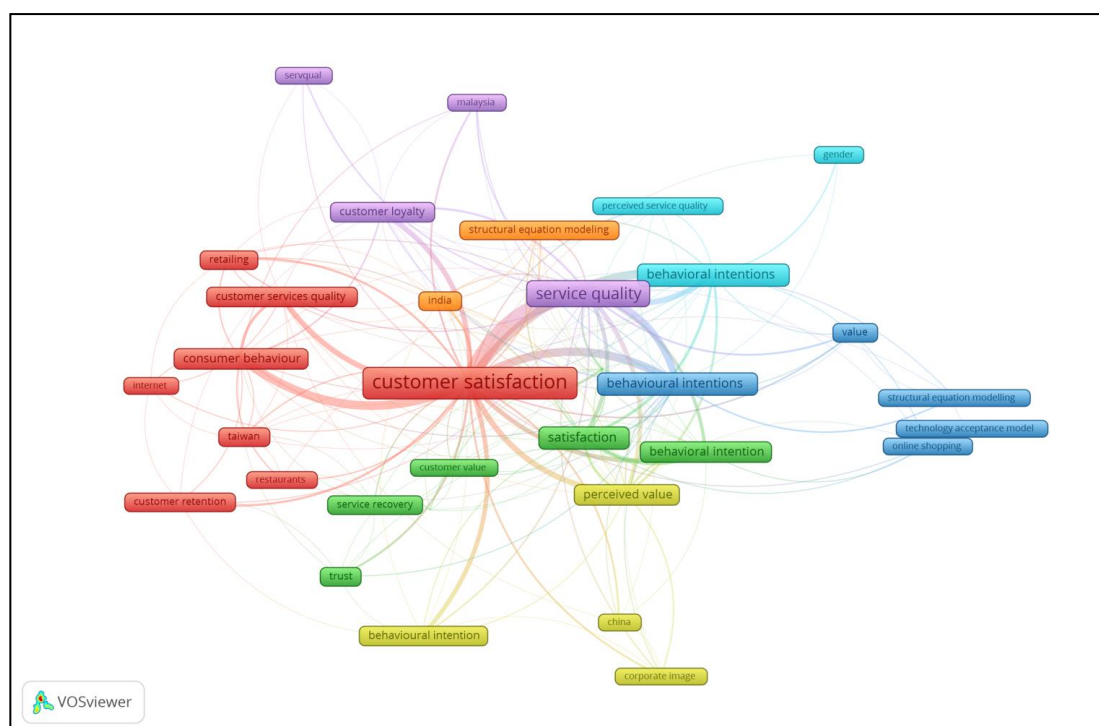 servqual
malaysia
gender
perceived service quality
customer loyalty
structural equation modeling
retailing
behavioral intentions
customer services quality
service quality
india
value
consumer behaviour
customer satisfaction
behavioural intentions
internet
structural equation modelling
technology acceptance model
taiwan
satisfaction
online shopping
behavioral intention
customer value
restaurants
perceived value
customer retention
service recovery
trust
china
behavioural intention
corporate image
VOSviewer